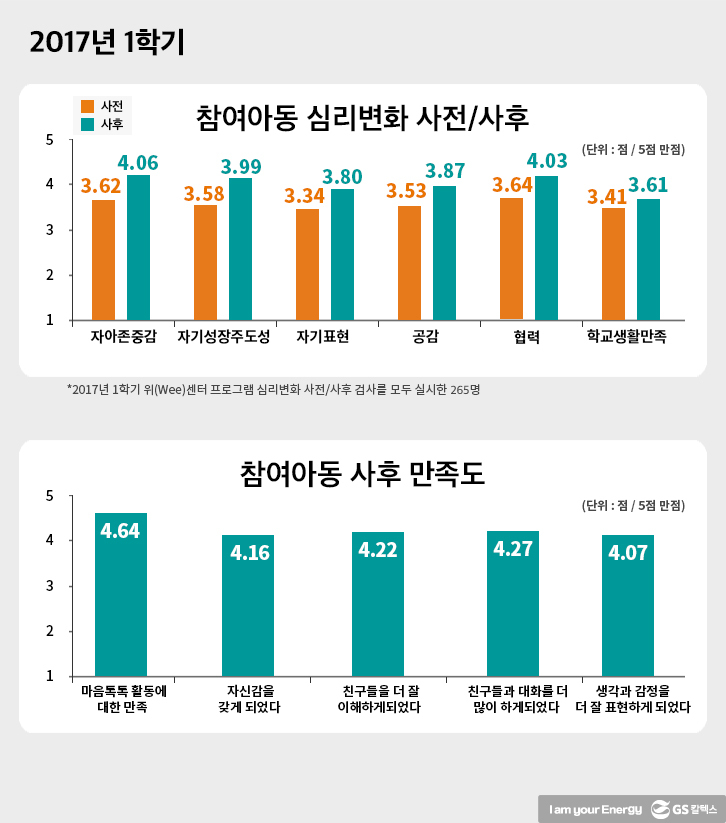 2017년 1학기
사전
사후
참여아동 심리변화 사전/사후
(단위 : 점 / 5점 만점)
5
4
3
2
1
3.62
4.06
3.58
3.99
3.34
3.80
3.53
3.87
3.64
4.03
3.41
3.61
자아존중감
자기성장주도성
자기표현
공감
협력
학교생활만족
*2017년 1학기 위(Wee)센터 프로그램 심리변화 사전/사후 검사를 모두 실시한 265명
참여아동 사후 만족도
(단위 : 점 / 5점 만점)
5
4
3
2
1
4.64
4.16
4.22
4.27
4.07
마음톡톡 활동에
대한 만족
자신감을
갖게 되었다
친구들을 더 잘
이해하게되었다
친구들과 대화를 더
많이 하게되었다
생각과 감정을
더 잘 표현하게 되었다
I am your Energy GS칼텍스